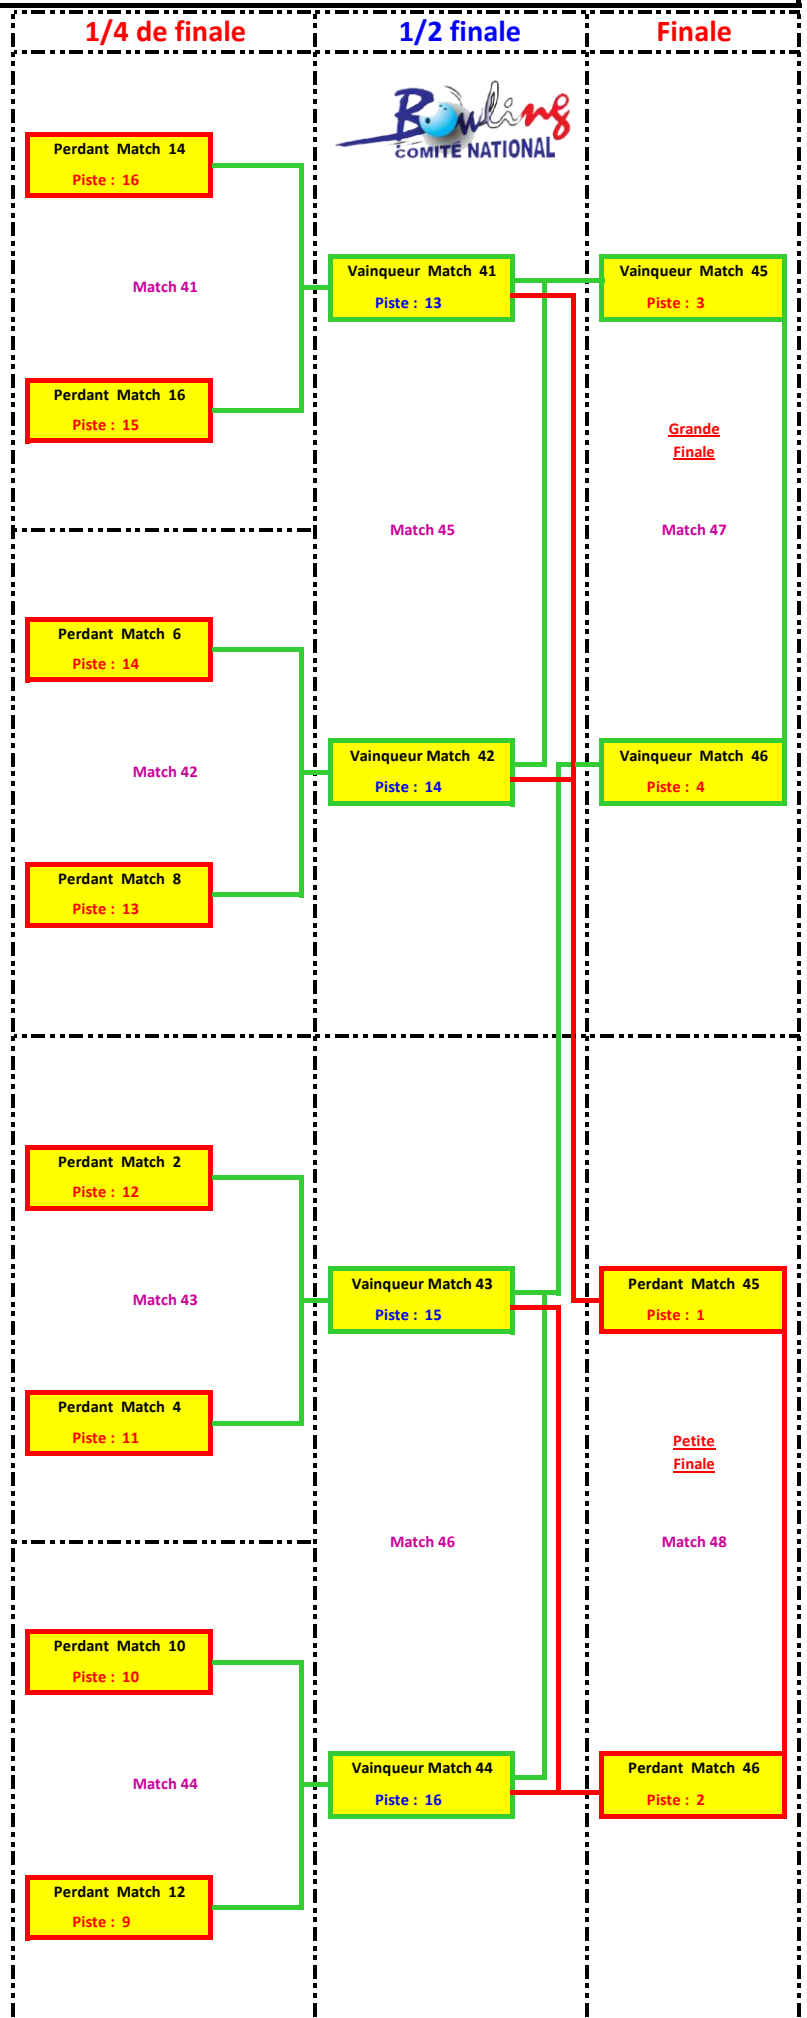 1/4 de finale
1/2 finale
Finale
Bowling
COMITÉ NATIONAL
Perdant Match 14
Piste : 16
Match 41
Perdant Match 16
Piste : 15
Vainqueur Match 41
Piste : 13
Vainqueur Match 45
Piste : 3
Grande
Finale
Match 45
Match 47
Perdant Match 6
Piste : 14
Match 42
Perdant Match 8
Piste : 13
Vainqueur Match 42
Piste : 14
Vainqueur Match 46
Piste : 4
Perdant Match 2
Piste : 12
Match 43
Perdant Match 4
Piste : 11
Vainqueur Match 43
Piste : 15
Perdant Match 45
Piste : 1
Petite
Finale
Match 46
Match 48
Perdant Match 10
Piste : 10
Match 44
Perdant Match 12
Piste : 9
Vainqueur Match 44
Piste : 16
Perdant Match 46
Piste : 2